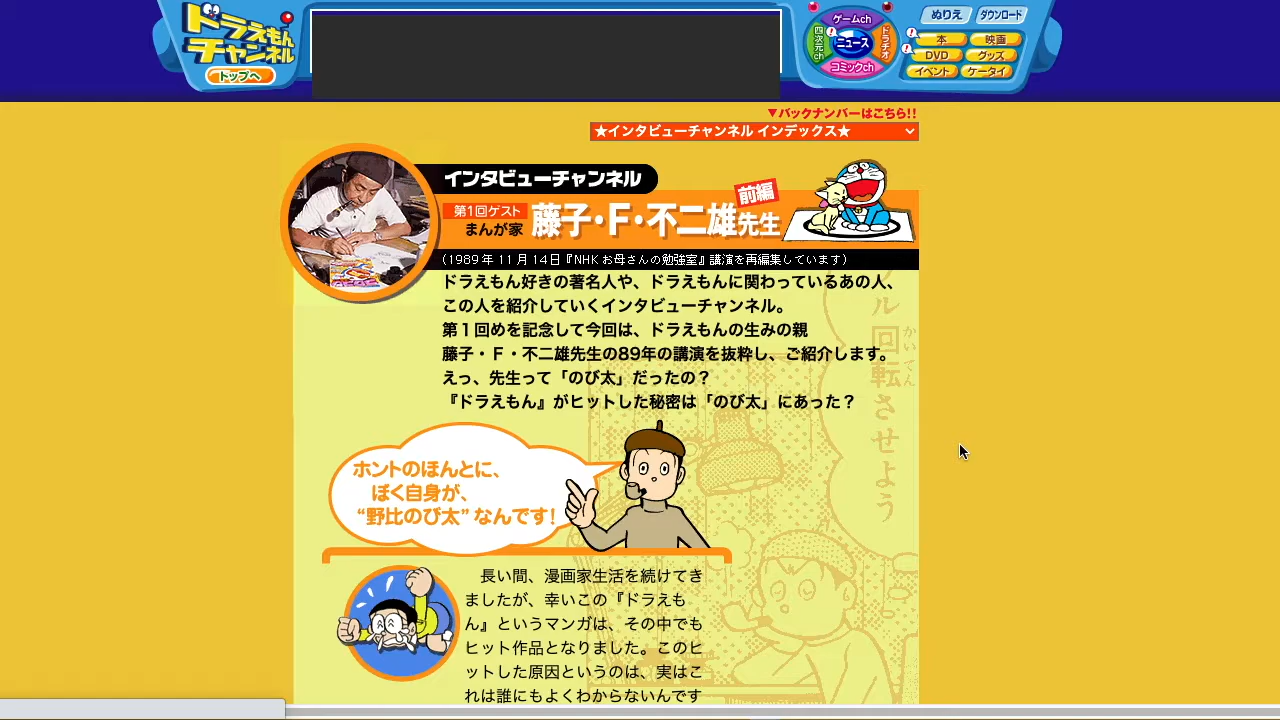 ドラえもん
チャンネル
トップへ
ゲームch
四次元ch
ニュース
ドラチオ
コミックch
ぬりえ
ダウンロード
本
映画
DVD
グッズ
イベント
ケータイ
▼バックナンバーはこちら!!
★インタビューチャンネル インデックス★
インタビューチャンネル
前編
第1回ゲスト
まんが家
藤子・F・不二雄先生
(1989年11月14日『NHKお母さんの勉強室』講演を再編集しています)
ドラえもん好きの著名人や、ドラえもんに関わっているあの人、
この人を紹介していくインタビューチャンネル。
第1回めを記念して今回は、ドラえもんの生みの親
藤子・F・不二雄先生の89年の講演を抜粋し、ご紹介します。
えっ、先生って「のび太」だったの?
『ドラえもん』がヒットした秘密は「のび太」にあった?
ル回転させよう
かいてん
ホントのほんとに、
ぼく自身が、
“野比のび太”なんです!
長い間、漫画家生活を続けてき
ましたが、幸いこの『ドラえも
ん』というマンガは、その中でも
ヒット作品となりました。このヒ
ットした原因というのは、実はこ
れは誰にもよくわからないんです